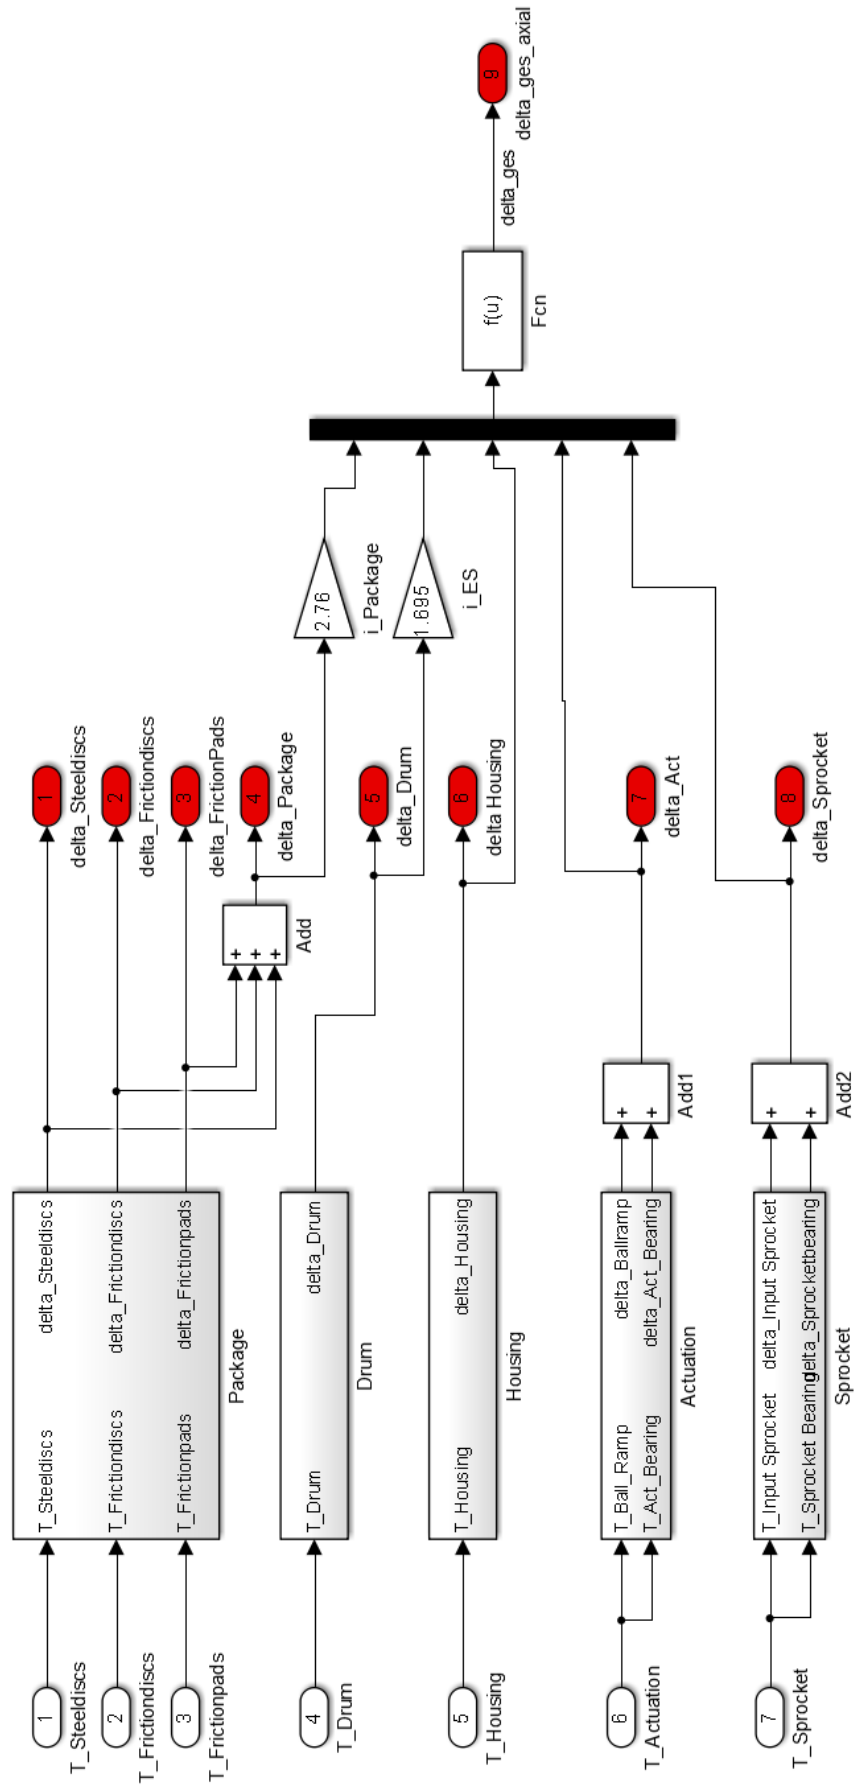 1
T_Steeldiscs
2
T_Frictiondiscs
3
T_Frictionpads
4
T_Drum
5
T_Housing
6
T_Actuation
7
T_Sprocket
T_Steeldiscs
delta_Steeldiscs
T_Frictiondiscs
delta_Frictiondiscs
T_Frictionpads
delta_Frictionpads
Package
T_Drum
delta_Drum
Drum
T_Housing
delta_Housing
Housing
T_Ball_Ramp
delta_Ballramp
T_Act_Bearing
delta_Act_Bearing
Actuation
T_Input Sprocket
delta_Input Sprocket
T_Sprocket Bearing
delta_Sprocketbearing
Sprocket
+
+
+
Add
+
+
Add1
+
+
Add2
1
delta_Steeldiscs
2
delta_Frictiondiscs
3
delta_FrictionPads
4
delta_Package
5
delta_Drum
6
delta Housing
7
delta_Act
8
delta_Sprocket
2.76
i_Package
1.695
i_ES
f(u)
Fcn
delta_ges
9
delta_ges_axial